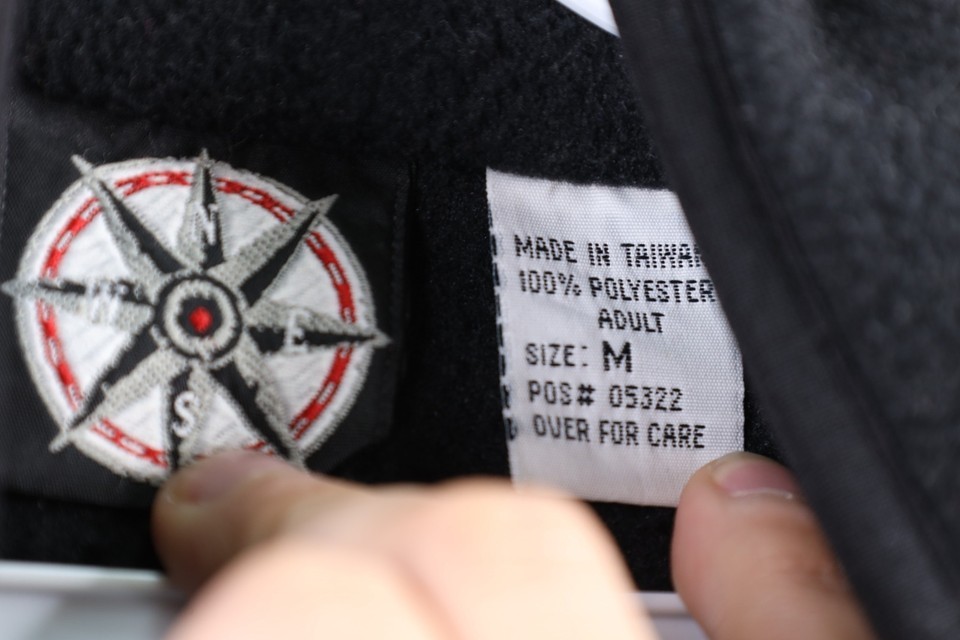 N
W
E
S
MADE IN TAIWAN
100% POLYESTER
ADULT
SIZE: M
POS# 05322
OVER FOR CARE